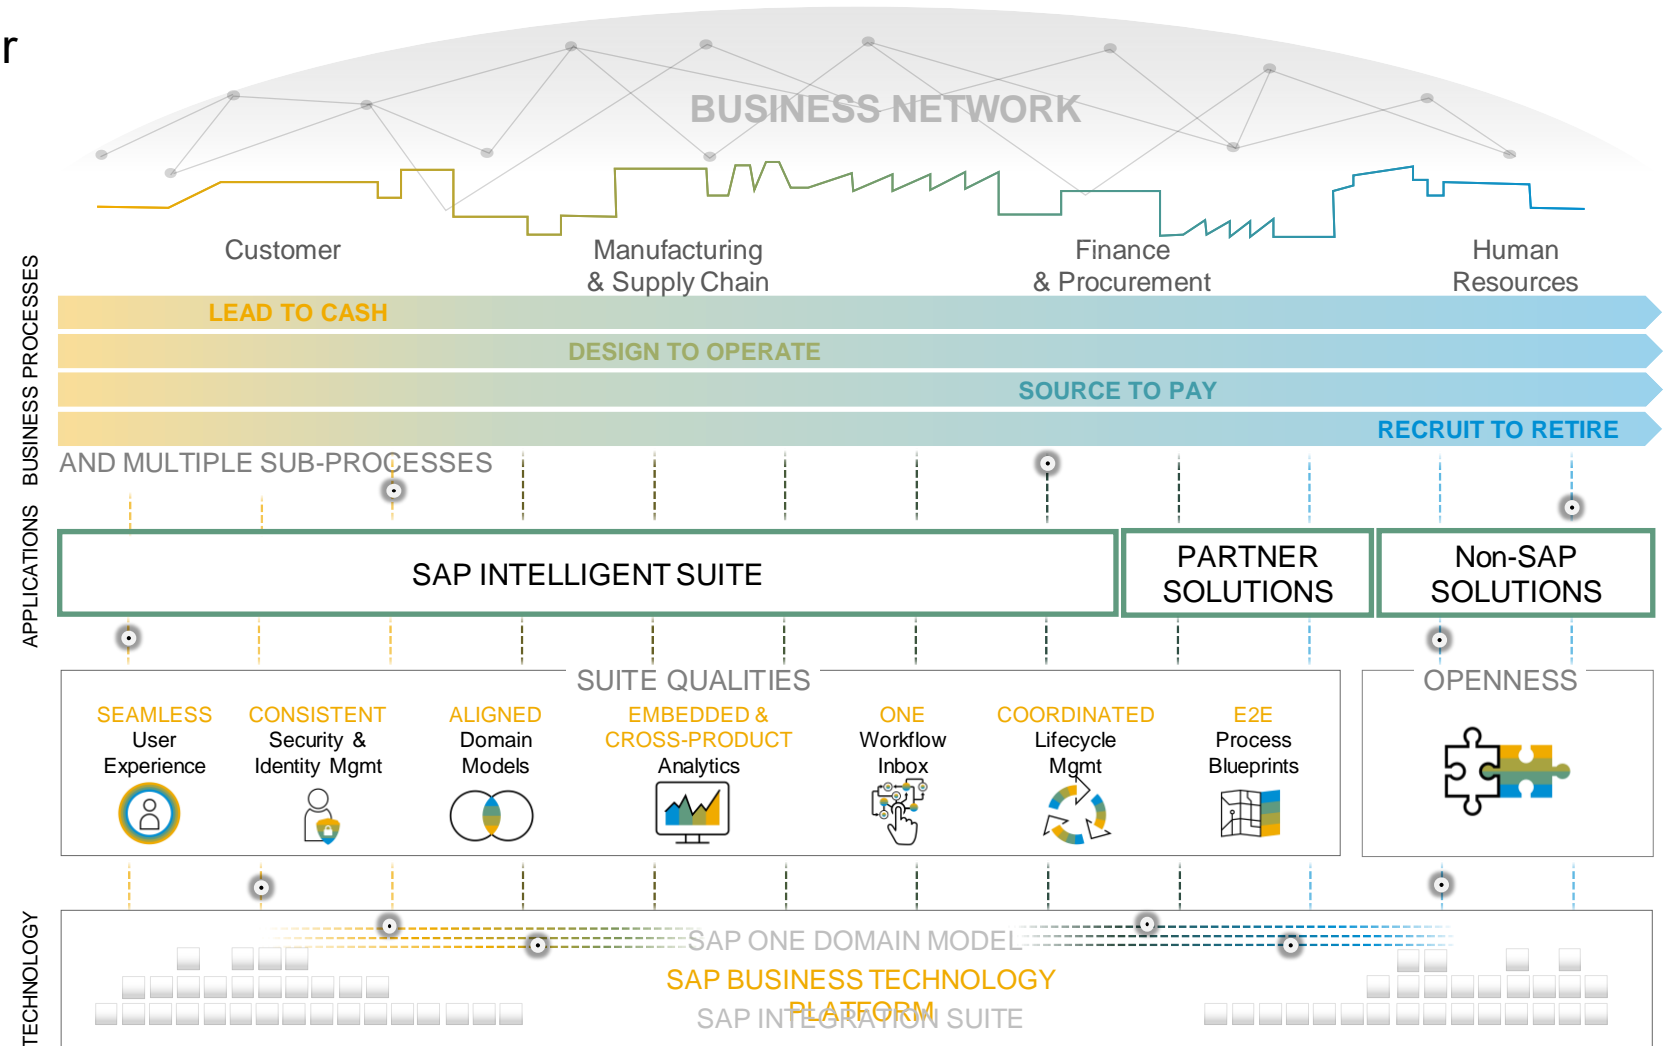 r
BUSINESS NETWORK
Customer
Manufacturing
& Supply Chain
Finance
& Procurement
Human
Resources
BUSINESS PROCESSES
LEAD TO CASH
DESIGN TO OPERATE
SOURCE TO PAY
RECRUIT TO RETIRE
AND MULTIPLE SUB-PROCESSES
APPLICATIONS
SAP INTELLIGENT SUITE
PARTNER
SOLUTIONS
Non-SAP
SOLUTIONS
SUITE QUALITIES
SEAMLESS
User
Experience
CONSISTENT
Security &
Identity Mgmt
ALIGNED
Domain
Models
EMBEDDED &
CROSS-PRODUCT
Analytics
ONE
Workflow
Inbox
COORDINATED
Lifecycle
Mgmt
E2E
Process
Blueprints
OPENNESS
TECHNOLOGY
SAP ONE DOMAIN MODEL
SAP BUSINESS TECHNOLOGY
PLATFORM
SAP INTEGRATION SUITE